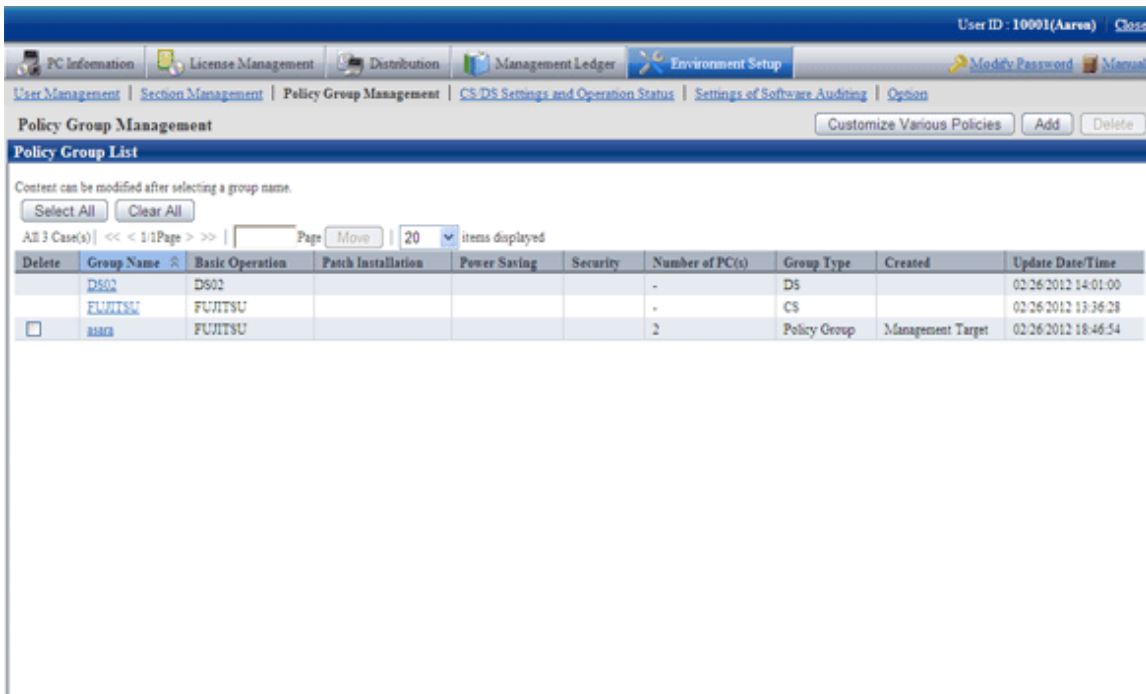 User ID : 10001(Aaron) Close
PC Information License Management Distribution Management Ledger Environment Setup Modify Password Manual
User Management | Section Management | Policy Group Management | CS/DS Settings and Operation Status | Settings of Software Auditing | Option
Policy Group Management Customize Various Policies Add Delete
Policy Group List
Content can be modified after selecting a group name.
Select All Clear All
All 3 Case(s) | << < 1/1Page > >> | Page Move | 20 items displayed
Delete Group Name Basic Operation Patch Installation Power Saving Security Number of PC(s) Group Type Created Update Date/Time
DS02 DS02 - DS 02/26/2012 14:01:00
FUJITSU FUJITSU - CS 02/26/2012 13:36:28
asara FUJITSU 2 Policy Group Management Target 02/26/2012 18:46:54